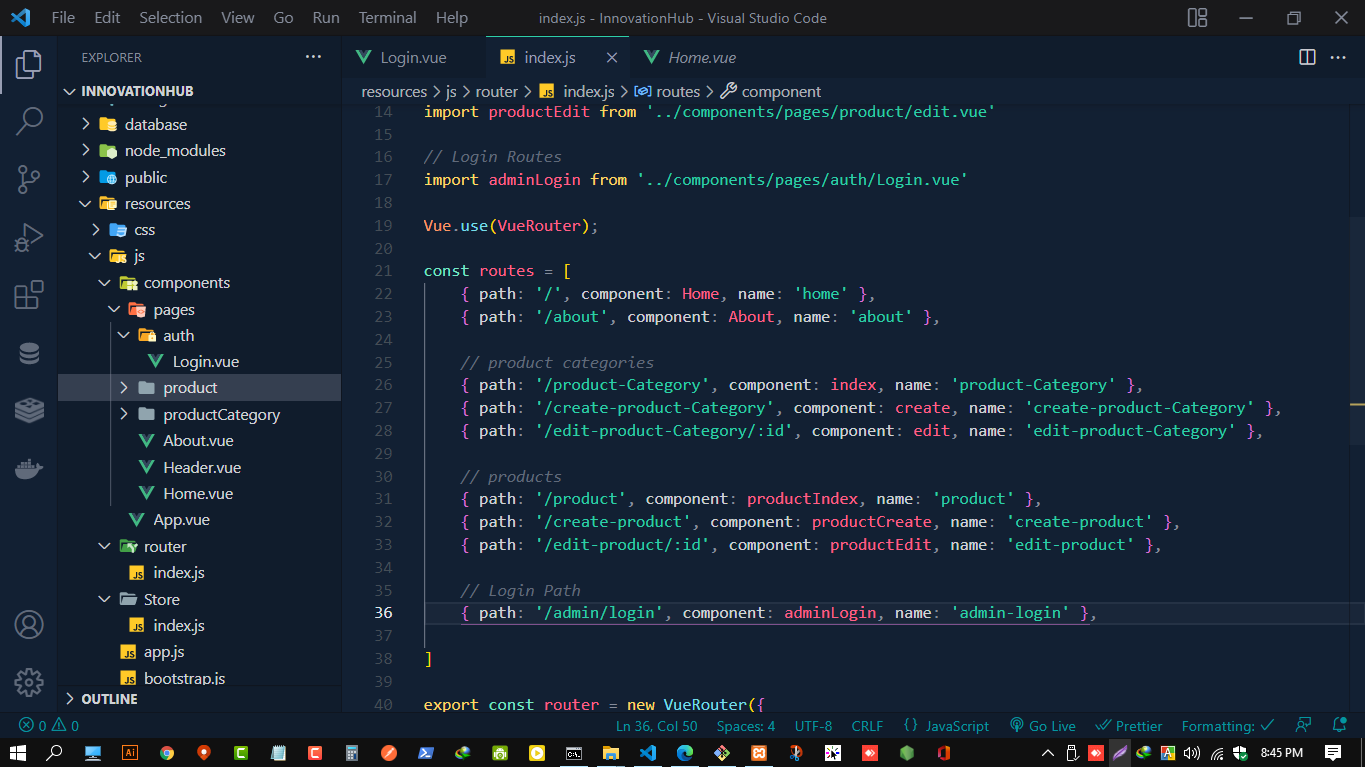 File Edit Selection View Go Run Terminal Help index.js - InnovationHub - Visual Studio Code
EXPLORER
INNOVATIONHUB
database
node_modules
public
resources
css
js
components
pages
auth
Login.vue
product
productCategory
About.vue
Header.vue
Home.vue
App.vue
router
index.js
Store
index.js
app.js
bootstrap.js
OUTLINE
Login.vue JS index.js Home.vue
resources > js > router > JS index.js > routes > component
14 import productEdit from '../components/pages/product/edit.vue'
15
16 // Login Routes
17 import adminLogin from '../components/pages/auth/Login.vue'
18
19 Vue.use(VueRouter);
20
21 const routes = [
22 { path: '/', component: Home, name: 'home' },
23 { path: '/about', component: About, name: 'about' },
24
25 // product categories
26 { path: '/product-Category', component: index, name: 'product-Category' },
27 { path: '/create-product-Category', component: create, name: 'create-product-Category' },
28 { path: '/edit-product-Category/:id', component: edit, name: 'edit-product-Category' },
29
30 // products
31 { path: '/product', component: productIndex, name: 'product' },
32 { path: '/create-product', component: productCreate, name: 'create-product' },
33 { path: '/edit-product/:id', component: productEdit, name: 'edit-product' },
34
35 // Login Path
36 { path: '/admin/login', component: adminLogin, name: 'admin-login' },
37
38 ]
39
40 export const router = new VueRouter({
0 0 Ln 36, Col 50 Spaces: 4 UTF-8 CRLF {} JavaScript Go Live Prettier Formatting: ✓
8:45 PM